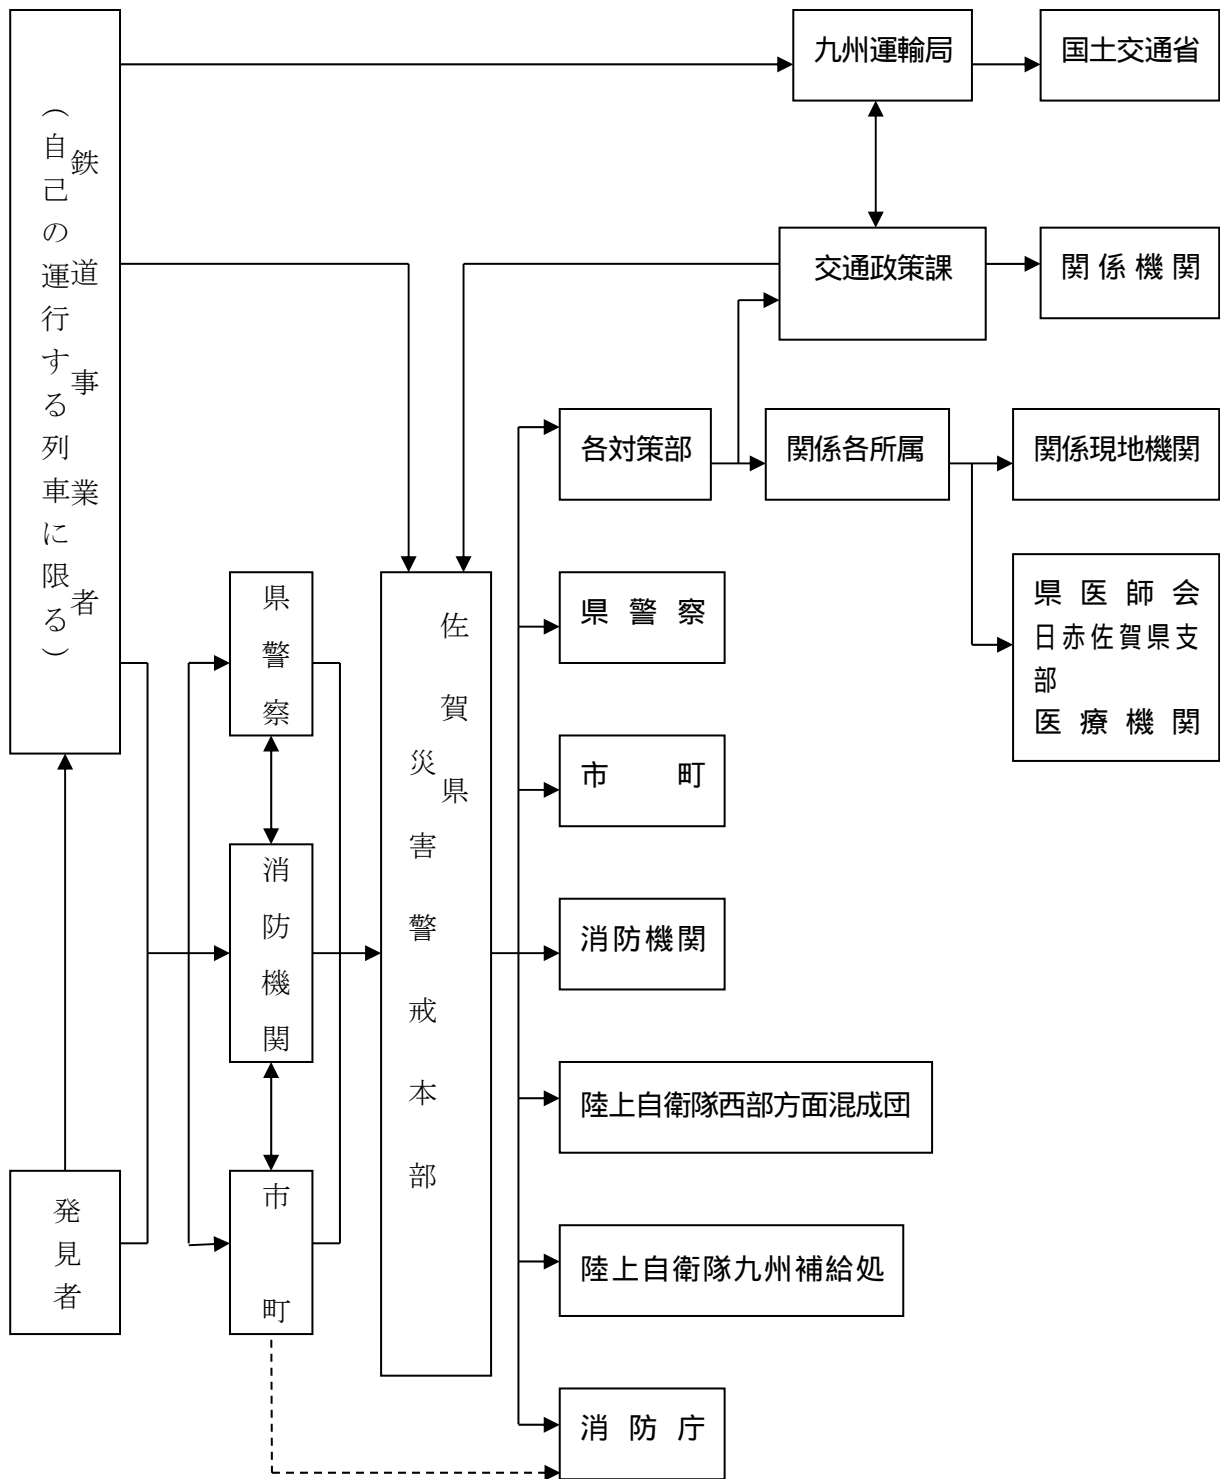 鉄道事業者
(自己の運行する列車に限る)
九州運輸局
国土交通省
交通政策課
関係機関
各対策部
関係各所属
関係現地機関
県医師会
日赤佐賀県支
部
医療機関
県警察
消防機関
市町
発見者
佐賀県
災害警戒本部
県警察
市町
消防機関
陸上自衛隊西部方面混成団
陸上自衛隊九州補給処
消防庁